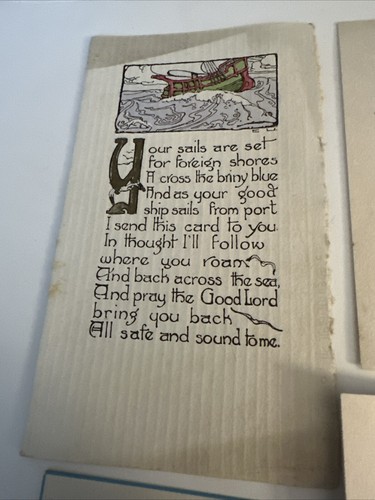 Your sails are set
for foreign shores
Across the briny blue
And as your good
ship sails from port
I send this card to you.
In thought I'll follow
where you roam
And back across the sea,
And pray the Good Lord
bring you back
All safe and sound to me.